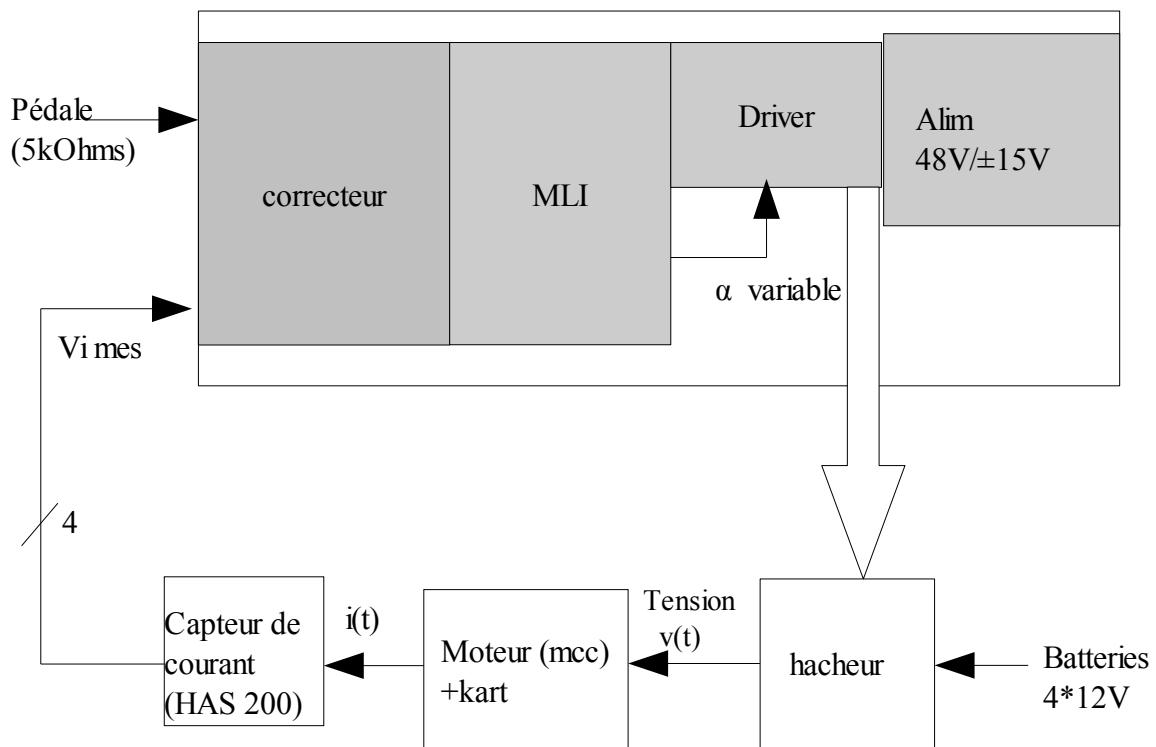 Pédale
(5kOhms)
correcteur
MLI
Driver
Alim
48V/±15V
α variable
Vi mes
4
Capteur de
courant
(HAS 200)
i(t)
Moteur (mcc)
+kart
Tension
v(t)
hacheur
Batteries
4*12V